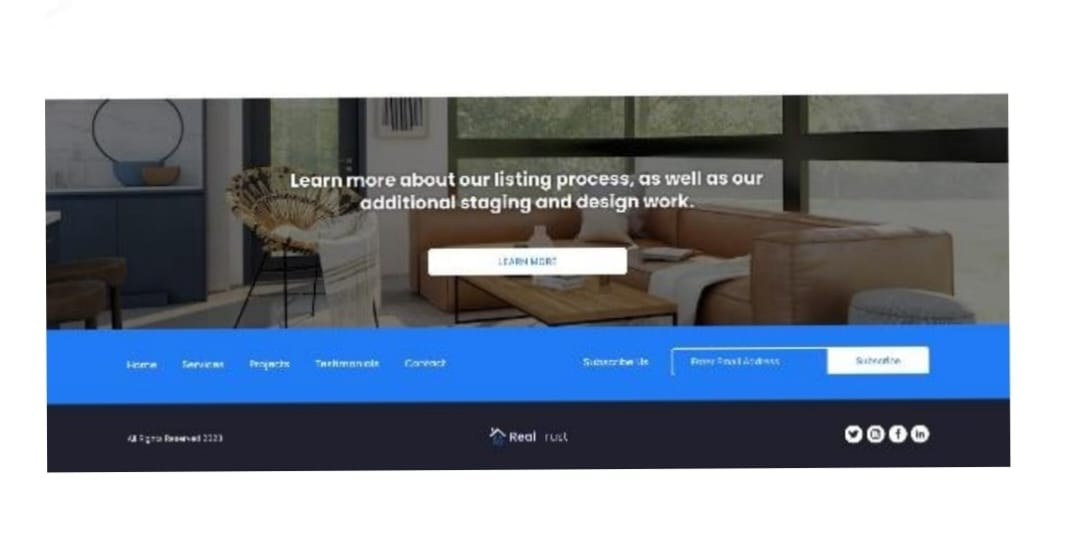 Learn more about our listing process, as well as our
additional staging and design work.
LEARN MORE
Home Services Projects Testimonials Contact Subscribe Us Enter Email Address Subscribe
All Rights Reserved 2023
Real Trust